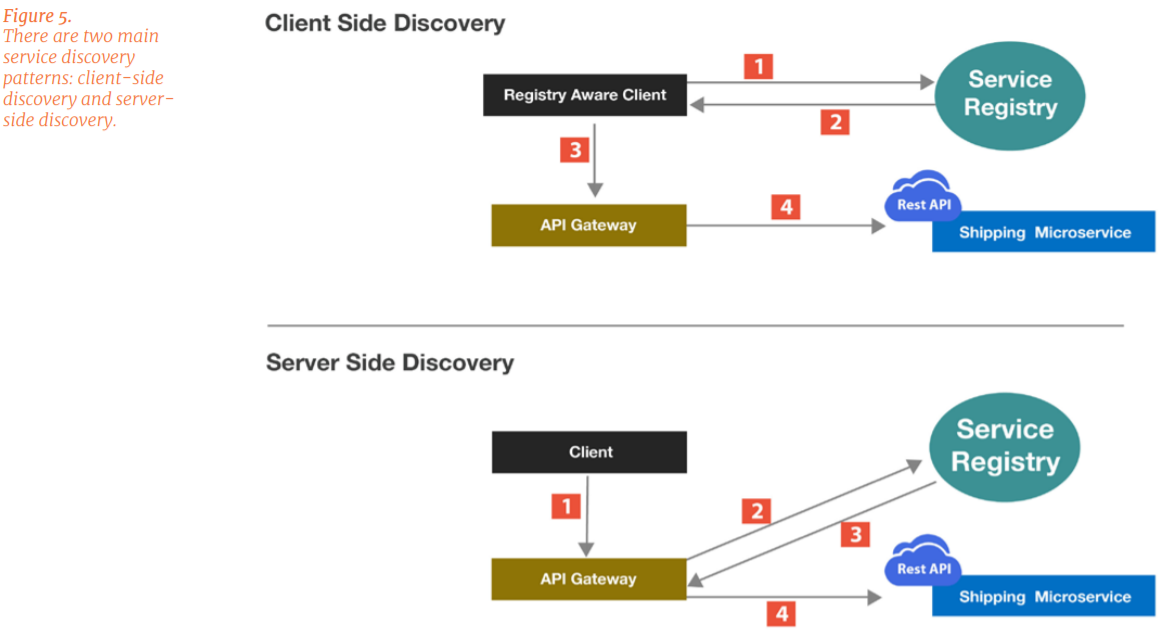 Figure 5.
There are two main
service discovery
patterns: client-side
discovery and server-
side discovery.
Client Side Discovery
Registry Aware Client
1
Service
Registry
2
3
API Gateway
4
Rest API
Shipping Microservice
Server Side Discovery
Client
Service
Registry
1
2
3
API Gateway
Rest API
Shipping Microservice
4